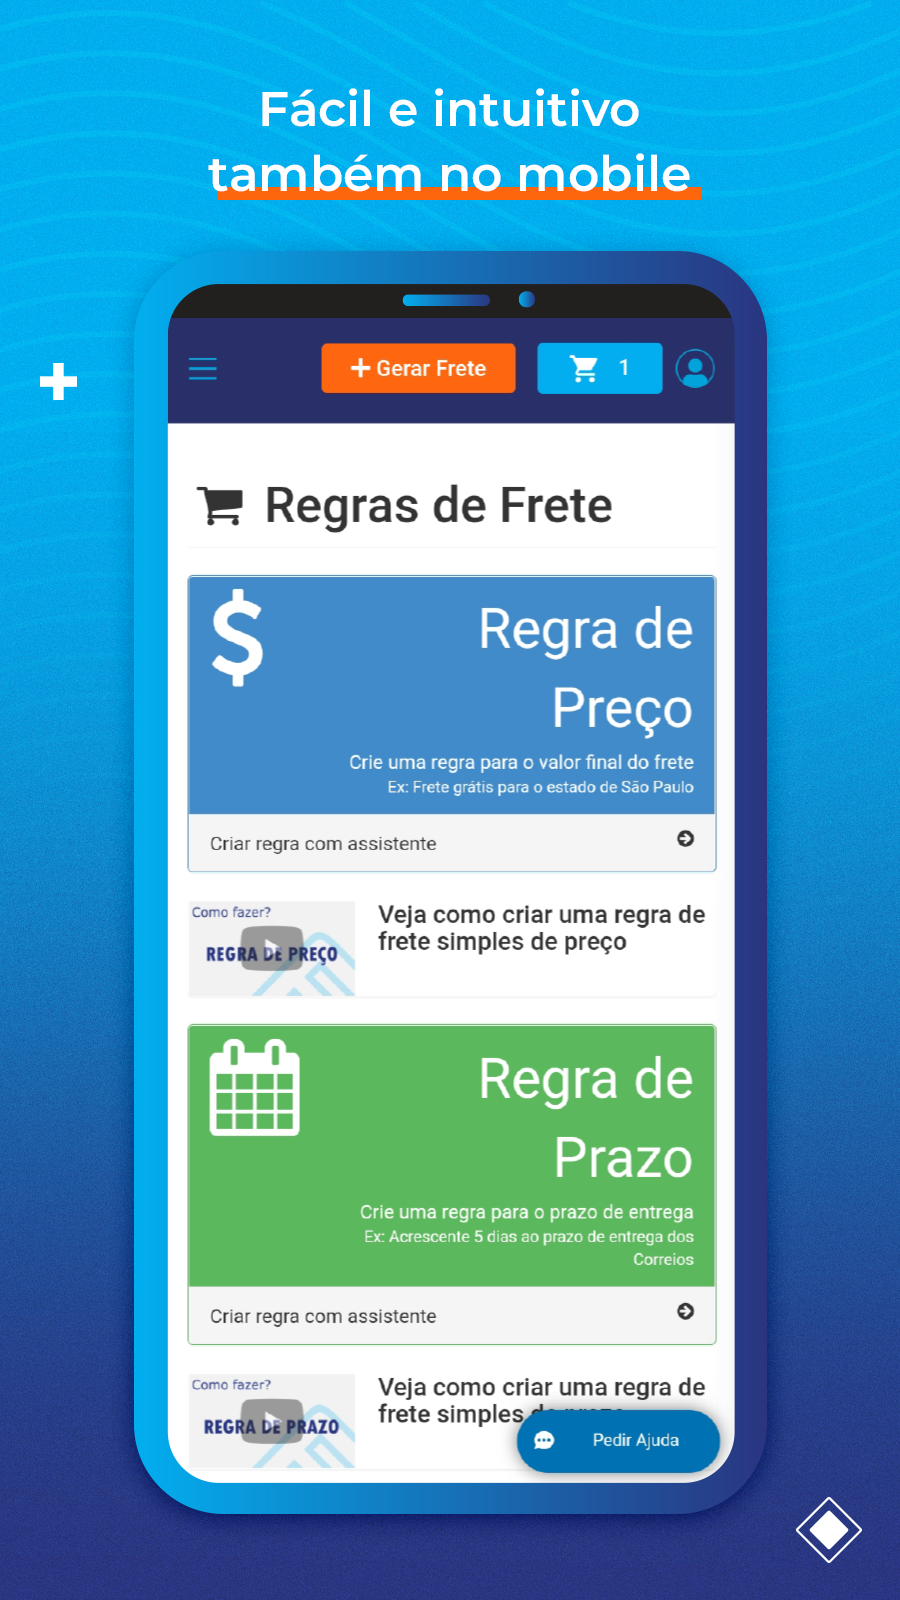 Fácil e intuitivo
também no mobile
Gerar Frete
1
Regras de Frete
Regra de
Preço
Crie uma regra para o valor final do frete
Ex: Frete grátis para o estado de São Paulo
Criar regra com assistente
Como fazer?
REGRA DE PREÇO
Veja como criar uma regra de
frete simples de preço
Regra de
Prazo
Crie uma regra para o prazo de entrega
Ex: Acrescente 5 dias ao prazo de entrega dos
Correios
Criar regra com assistente
Como fazer?
REGRA DE PRAZO
Veja como criar uma regra de
frete simples de prazo
Pedir Ajuda